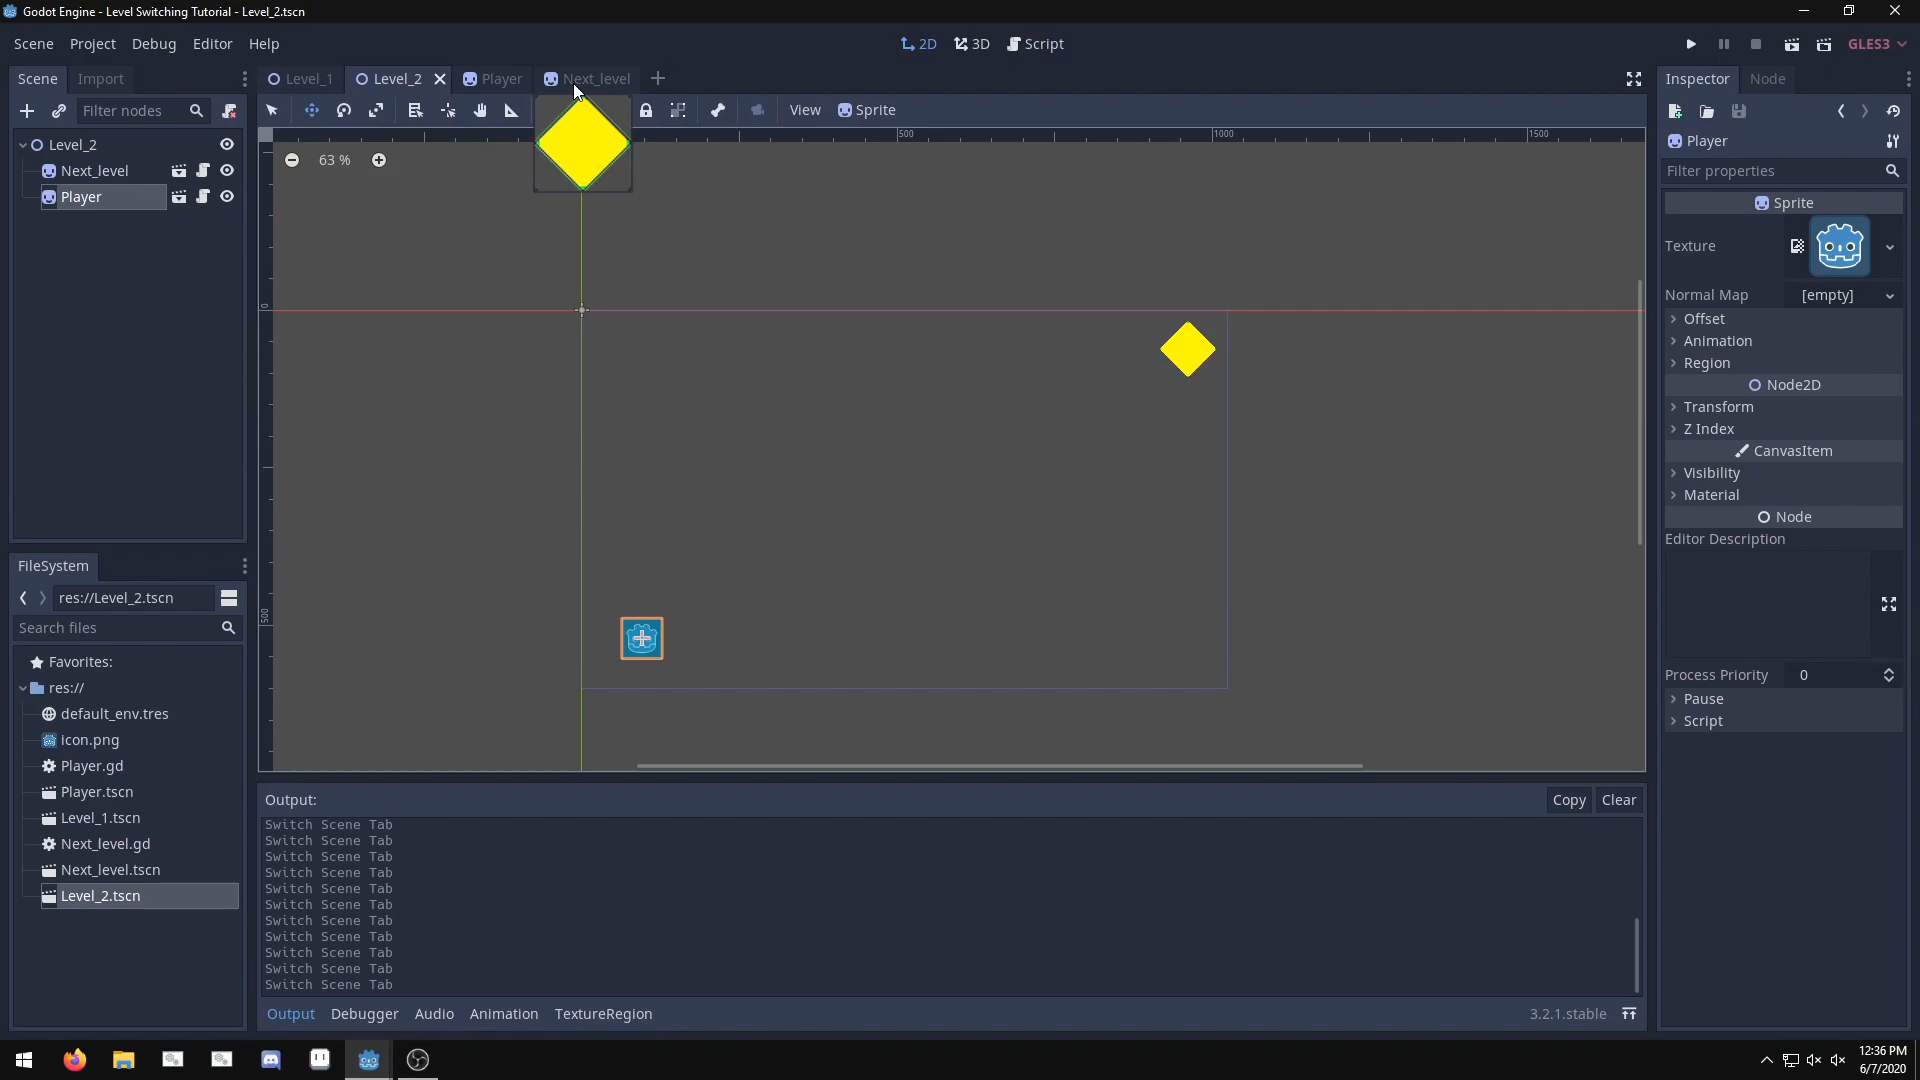 Godot Engine - Level Switching Tutorial - Level_2.tscn
Scene Project Debug Editor Help
2D 3D Script
GLES3
Scene Import
Level_1 Level_2 Player Next_level
Inspector Node
Filter nodes
View Sprite
Level_2
Next_level
Player
63 %
500
1000
1500
0
500
Player
Filter properties
Sprite
Texture
Normal Map [empty]
Offset
Animation
Region
Node2D
Transform
Z Index
CanvasItem
Visibility
Material
Node
Editor Description
Process Priority 0
Pause
Script
FileSystem
res://Level_2.tscn
Search files
Favorites:
res://
default_env.tres
icon.png
Player.gd
Player.tscn
Level_1.tscn
Next_level.gd
Next_level.tscn
Level_2.tscn
Output:
Copy Clear
Switch Scene Tab
Switch Scene Tab
Switch Scene Tab
Switch Scene Tab
Switch Scene Tab
Switch Scene Tab
Switch Scene Tab
Switch Scene Tab
Switch Scene Tab
Switch Scene Tab
Switch Scene Tab
Output Debugger Audio Animation TextureRegion
3.2.1.stable
12:36 PM
6/7/2020